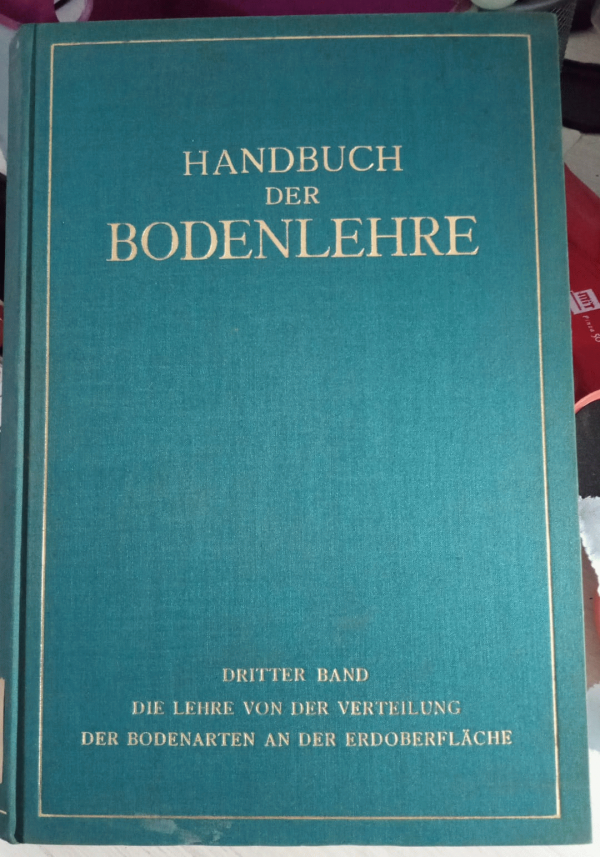 HANDBUCH
DER
BODENLEHRE
DRITTER BAND
DIE LEHRE VON DER VERTEILUNG
DER BODENARTEN AN DER ERDOBERFLÄCHE